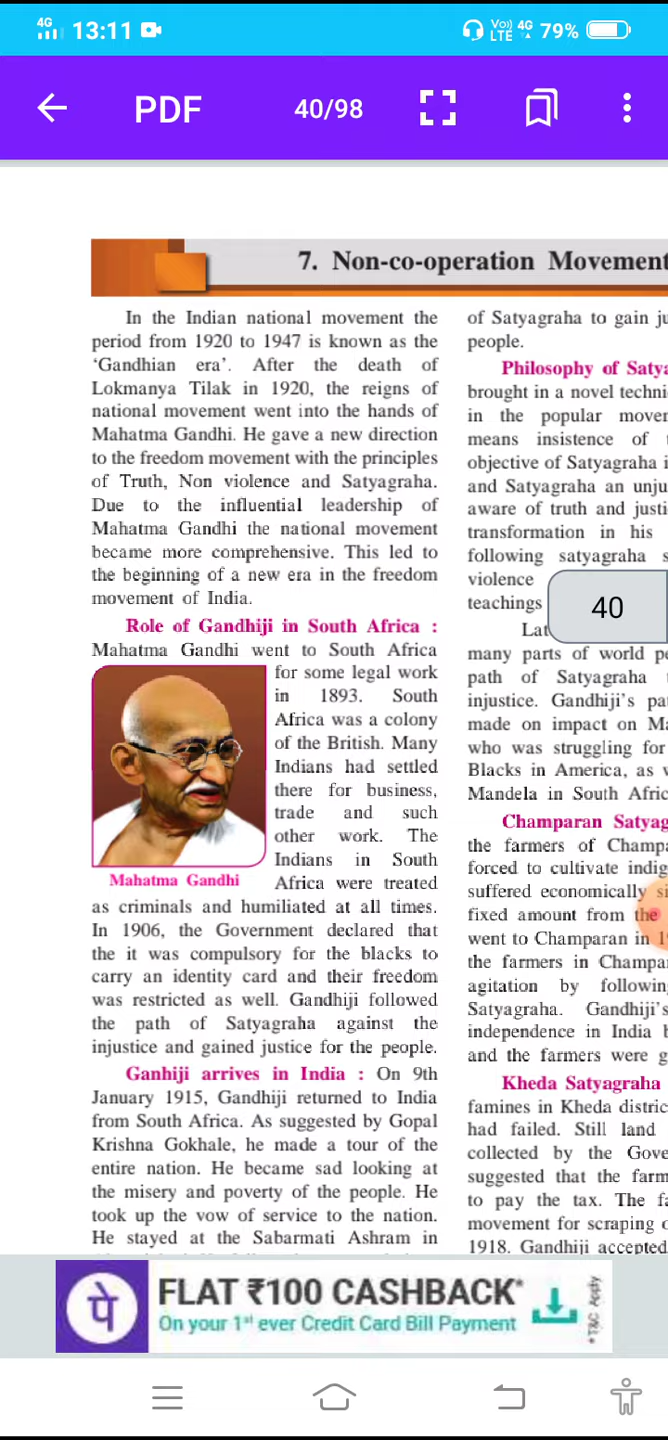 4G 13:11 Vo) LTE 4G 79%
PDF 40/98
7. Non-co-operation Movement
In the Indian national movement the
period from 1920 to 1947 is known as the
‘Gandhian era’. After the death of
Lokmanya Tilak in 1920, the reigns of
national movement went into the hands of
Mahatma Gandhi. He gave a new direction
to the freedom movement with the principles
of Truth, Non violence and Satyagraha.
Due to the influential leadership of
Mahatma Gandhi the national movement
became more comprehensive. This led to
the beginning of a new era in the freedom
movement of India.
Role of Gandhiji in South Africa :
Mahatma Gandhi went to South Africa
for some legal work
in 1893. South
Africa was a colony
of the British. Many
Indians had settled
there for business,
trade and such
other work. The
Indians in South
Mahatma Gandhi
Africa were treated
as criminals and humiliated at all times.
In 1906, the Government declared that
the it was compulsory for the blacks to
carry an identity card and their freedom
was restricted as well. Gandhiji followed
the path of Satyagraha against the
injustice and gained justice for the people.
Ganhiji arrives in India : On 9th
January 1915, Gandhiji returned to India
from South Africa. As suggested by Gopal
Krishna Gokhale, he made a tour of the
entire nation. He became sad looking at
the misery and poverty of the people. He
took up the vow of service to the nation.
He stayed at the Sabarmati Ashram in
of Satyagraha to gain
people.
Philosophy of
brought in a novel
in the popular
means insistence of
objective of Satyagraha
and Satyagraha an
aware of truth and
transformation in his
following satyagraha
violence
teachings
40
many parts of world
path of Satyagraha
injustice. Gandhiji’s
made on impact on
who was struggling for
Blacks in America, as
Mandela in South
Champaran
the farmers of
forced to cultivate
suffered economically
fixed amount from the
went to Champaran in
the farmers in
agitation by
Satyagraha. Gandhiji’s
independence in India
and the farmers were
Kheda Satyagraha
famines in Kheda
had failed. Still land
collected by the
suggested that the
to pay the tax. The
movement for scraping
1918. Gandhiji accepted
पे
FLAT ₹100 CASHBACK*
On your 1st ever Credit Card Bill Payment
*T&C Apply